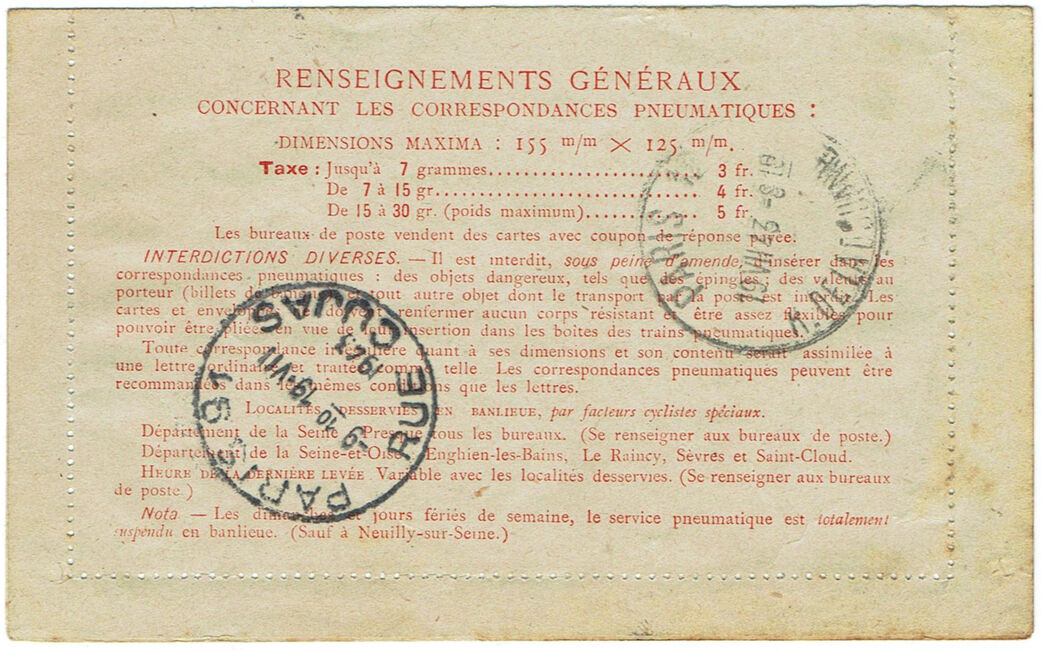 RENSEIGNEMENTS GÉNÉRAUX
CONCERNANT LES CORRESPONDANCES PNEUMATIQUES :
DIMENSIONS MAXIMA : 155 m/m × 125 m/m.
Taxe : Jusqu'à 7 grammes............................ 3 fr.
De 7 à 15 gr.................................... 4 fr.
De 15 à 30 gr. (poids maximum)............... 5 fr.
Les bureaux de poste vendent des cartes avec coupon de réponse payée.
INTERDICTIONS DIVERSES. — Il est interdit, sous peine d'amende, d'insérer dans les
correspondances pneumatiques : des objets dangereux, tels que des épingles, des valeurs au
porteur (billets de banque) et tout autre objet dont le transport par la poste est interdit. Les
cartes et enveloppes ne doivent renfermer aucun corps résistant et être assez flexibles pour
pouvoir être pliées en vue de leur insertion dans les boîtes des trains pneumatiques.
Toute correspondance irrégulière quant à ses dimensions et son contenu serait assimilée à
une lettre ordinaire et traitée comme telle. Les correspondances pneumatiques peuvent être
recommandées dans les mêmes conditions que les lettres.
LOCALITÉS DESSERVIES EN BANLIEUE, par facteurs cyclistes spéciaux.
Département de la Seine : Presque tous les bureaux. (Se renseigner aux bureaux de poste.)
Département de la Seine-et-Oise : Enghien-les-Bains, Le Raincy, Sèvres et Saint-Cloud.
HEURE DE LA DERNIÈRE LEVÉE Variable avec les localités desservies. (Se renseigner aux bureaux
de poste.)
Nota. — Les dimanches et jours fériés de semaine, le service pneumatique est totalement
suspendu en banlieue. (Sauf à Neuilly-sur-Seine.)
PARIS
PARIS 91
RUE CUJAS
19·VII
1943